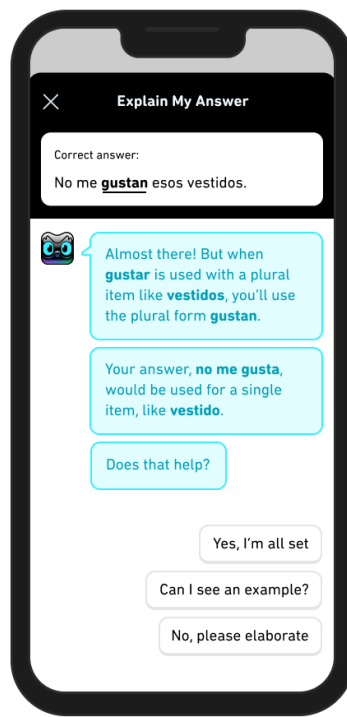 Explain My Answer
Correct answer:
No me gustan esos vestidos.
Almost there! But when
gustar is used with a plural
item like vestidos, you’ll use
the plural form gustan.
Your answer, no me gusta,
would be used for a single
item, like vestido.
Does that help?
Yes, I’m all set
Can I see an example?
No, please elaborate